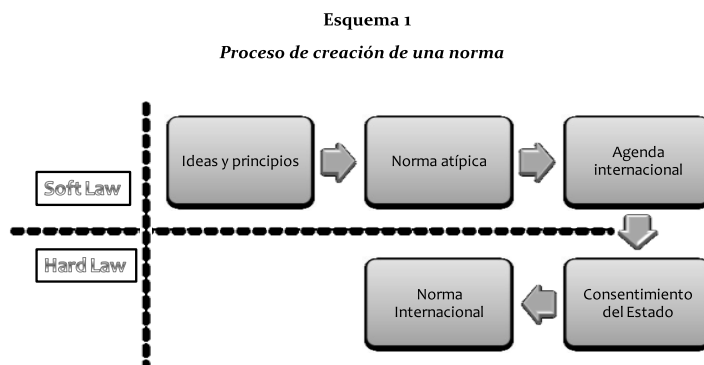 Esquema 1
Proceso de creación de una norma
Ideas y principios
Norma atípica
Agenda
internacional
Soft Law
Hard Law
Norma
Internacional
Consentimiento
del Estado